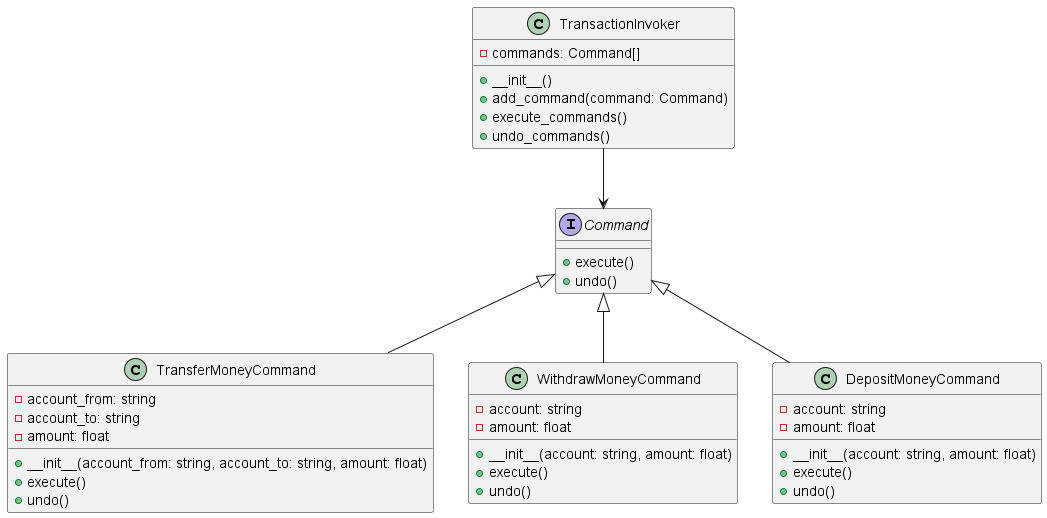 C TransactionInvoker
commands: Command[]
__init__()
add_command(command: Command)
execute_commands()
undo_commands()
I Command
execute()
undo()
C TransferMoneyCommand
account_from: string
account_to: string
amount: float
__init__(account_from: string, account_to: string, amount: float)
execute()
undo()
C WithdrawMoneyCommand
account: string
amount: float
__init__(account: string, amount: float)
execute()
undo()
C DepositMoneyCommand
account: string
amount: float
__init__(account: string, amount: float)
execute()
undo()